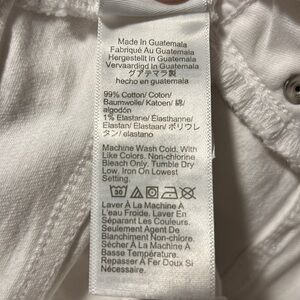 Made In Guatemala
Fabriqué Au Guatemala
Hergestellt In Guatemala
Vervaardigd In Guatemala
グアテマラ製
hecho en guatemala
99% Cotton/ Coton/
Baumwolle/ Katoen/ 綿/
algodón
1% Elastane/ Élasthanne/
Elastan/ Elastaan/ ポリウレ
タン/ elastano
Machine Wash Cold, With
Like Colors. Non-chlorine
Bleach Only. Tumble Dry
Low, Iron On Lowest
Setting.
30
Laver À La Machine À
L'eau Froide. Laver En
Séparant Les Couleurs.
Seulement Agent De
Blanchiment Non-chlore.
Sécher À La Machine À
Basse Température.
Repasser À Fer Doux Si
Nécessaire.